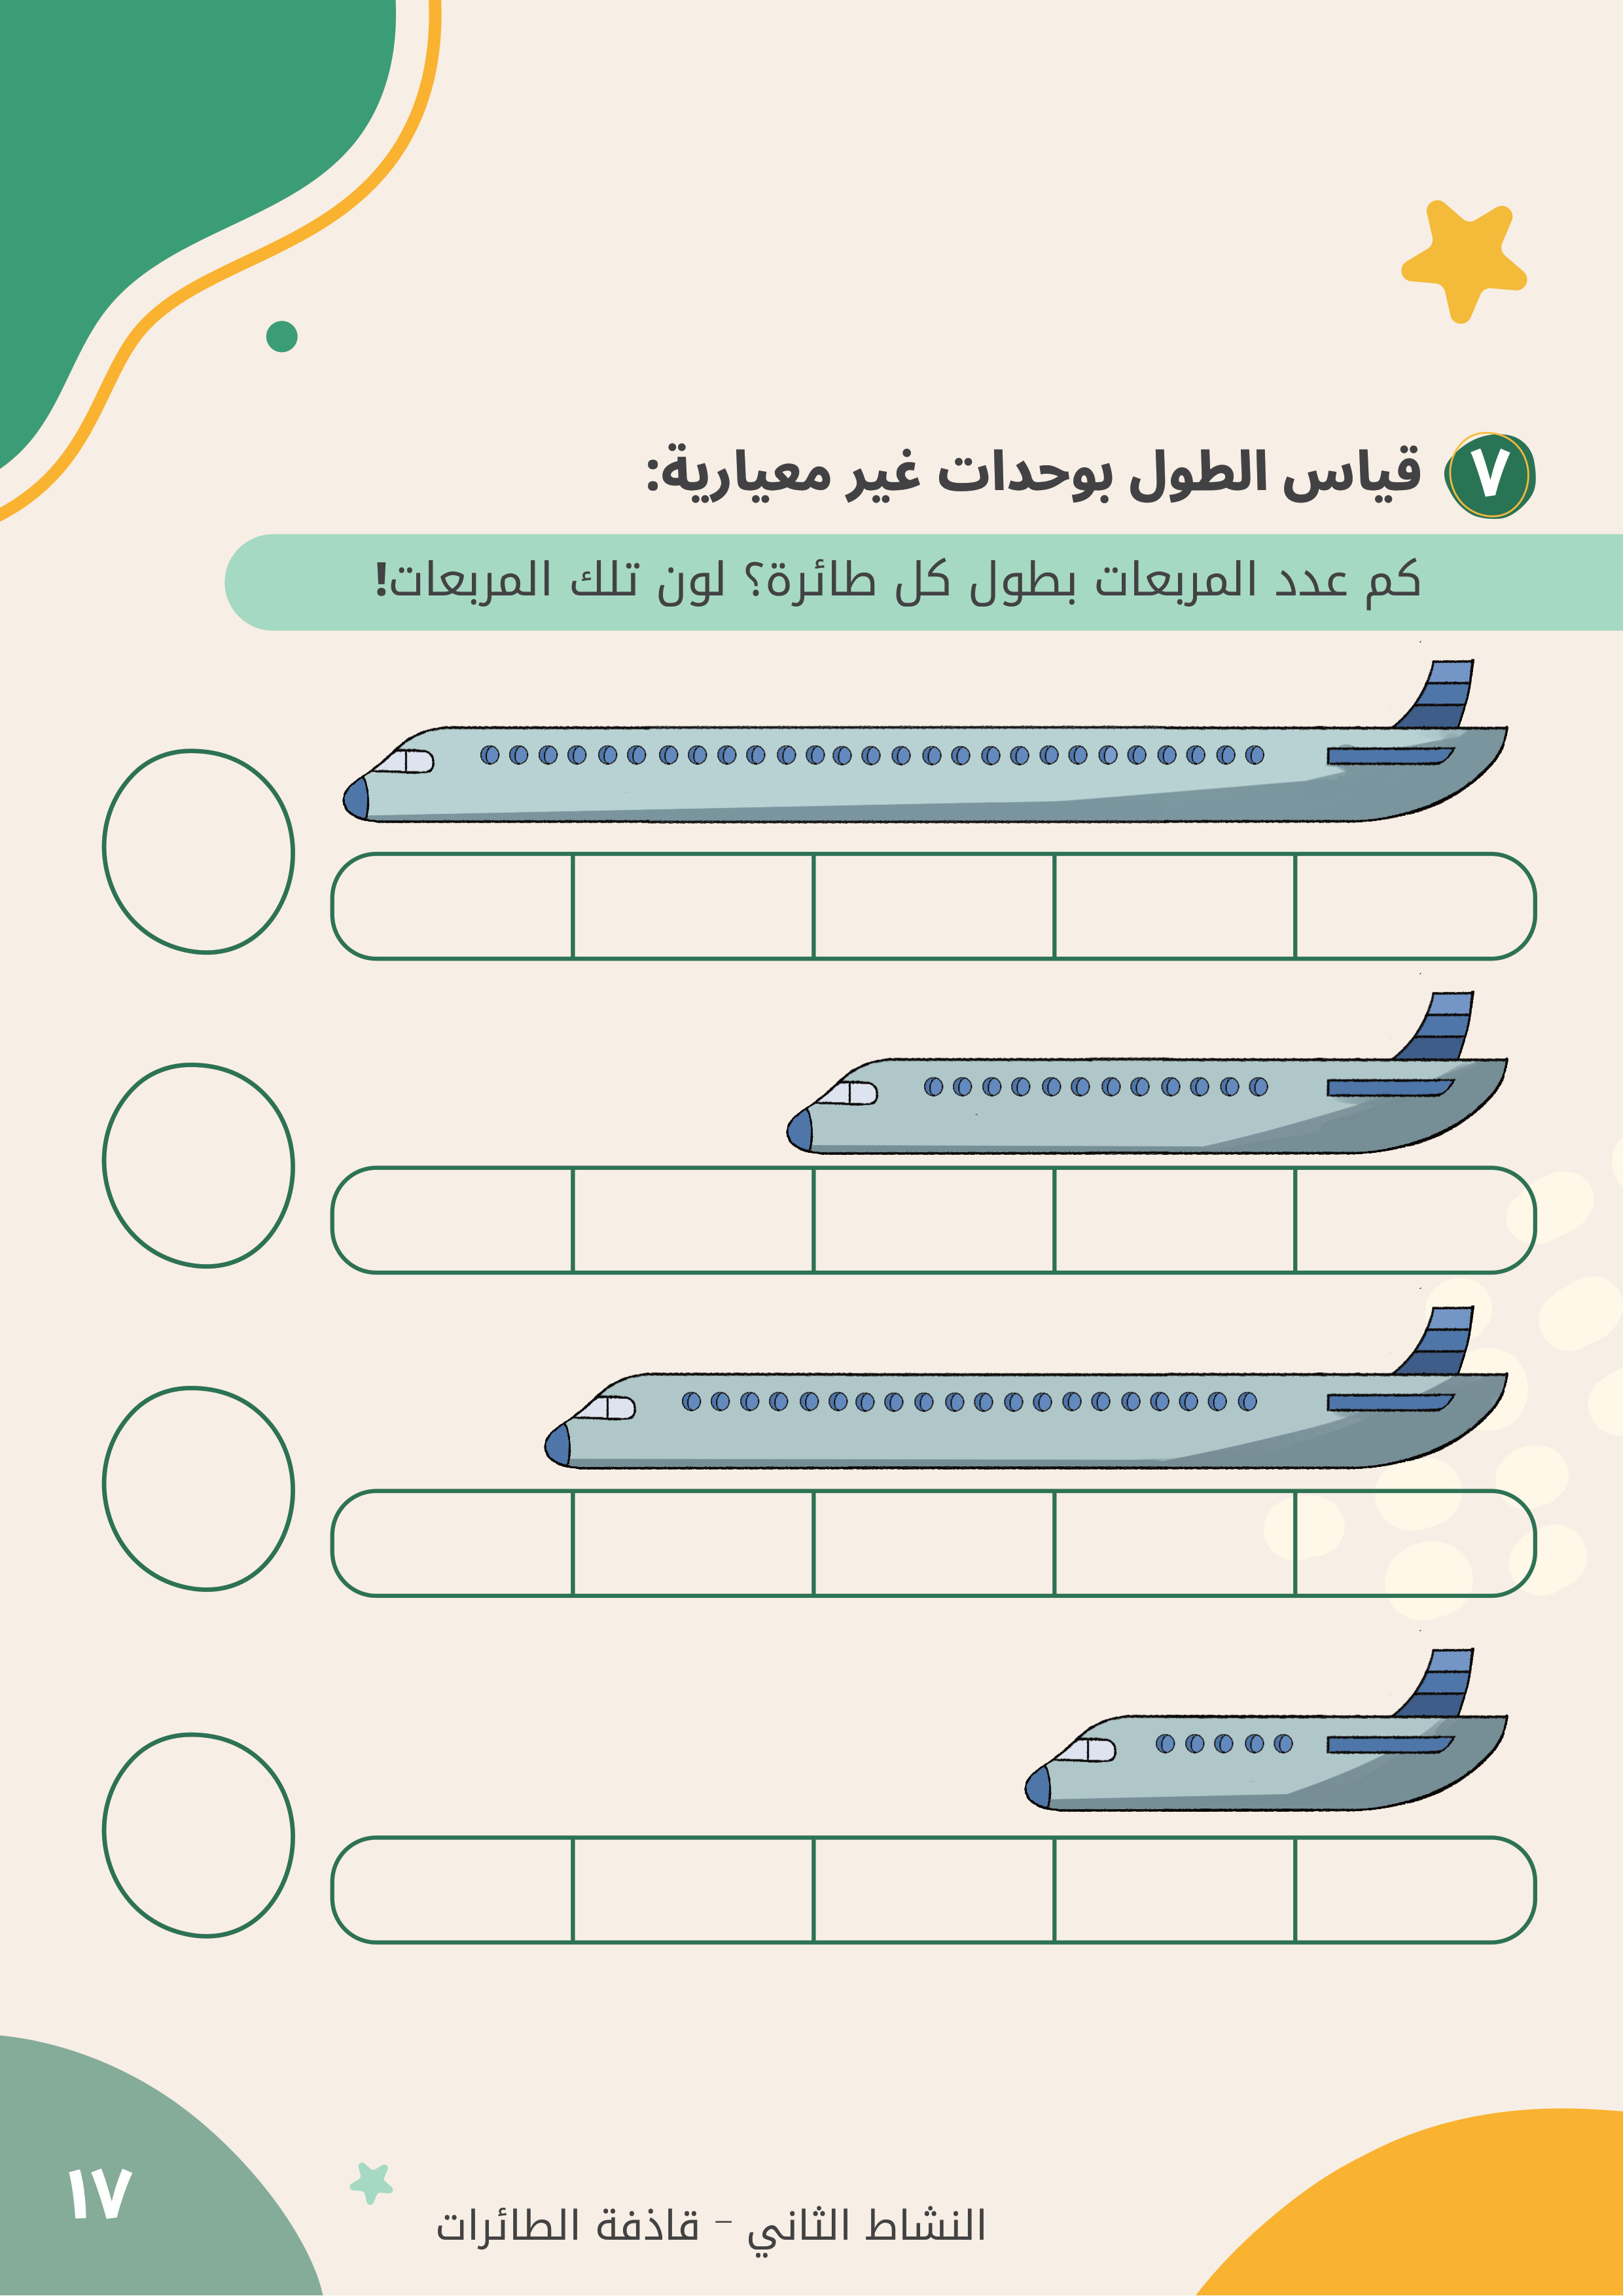 ٧ قياس الطول بوحدات غير معيارية:
كم عدد المربعات بطول كل طائرة؟ لون تلك المربعات!
النشاط الثاني - قاذفة الطائرات
١٧